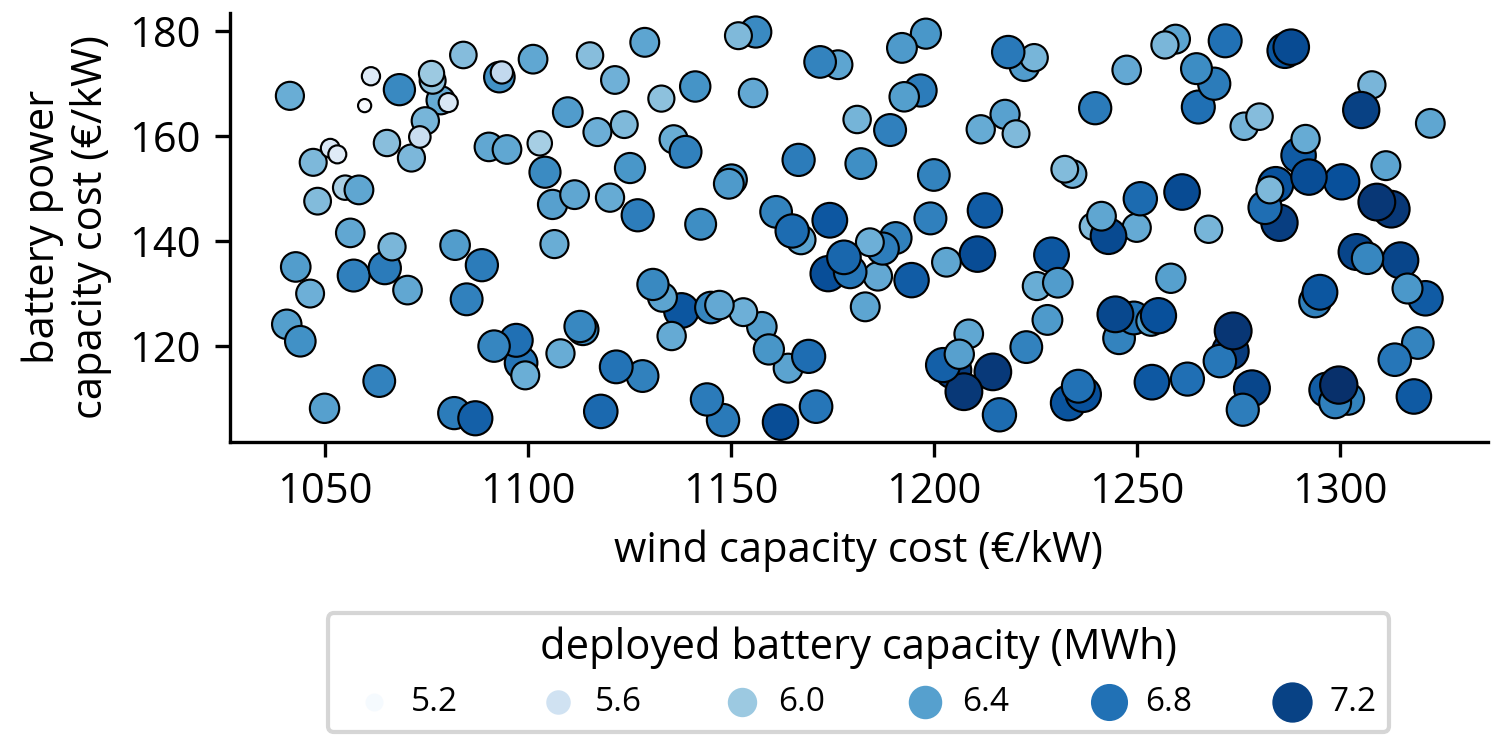 battery power
capacity cost (€/kW)
180
160
140
120
1050 1100 1150 1200 1250 1300
wind capacity cost (€/kW)
deployed battery capacity (MWh)
5.2 5.6 6.0 6.4 6.8 7.2